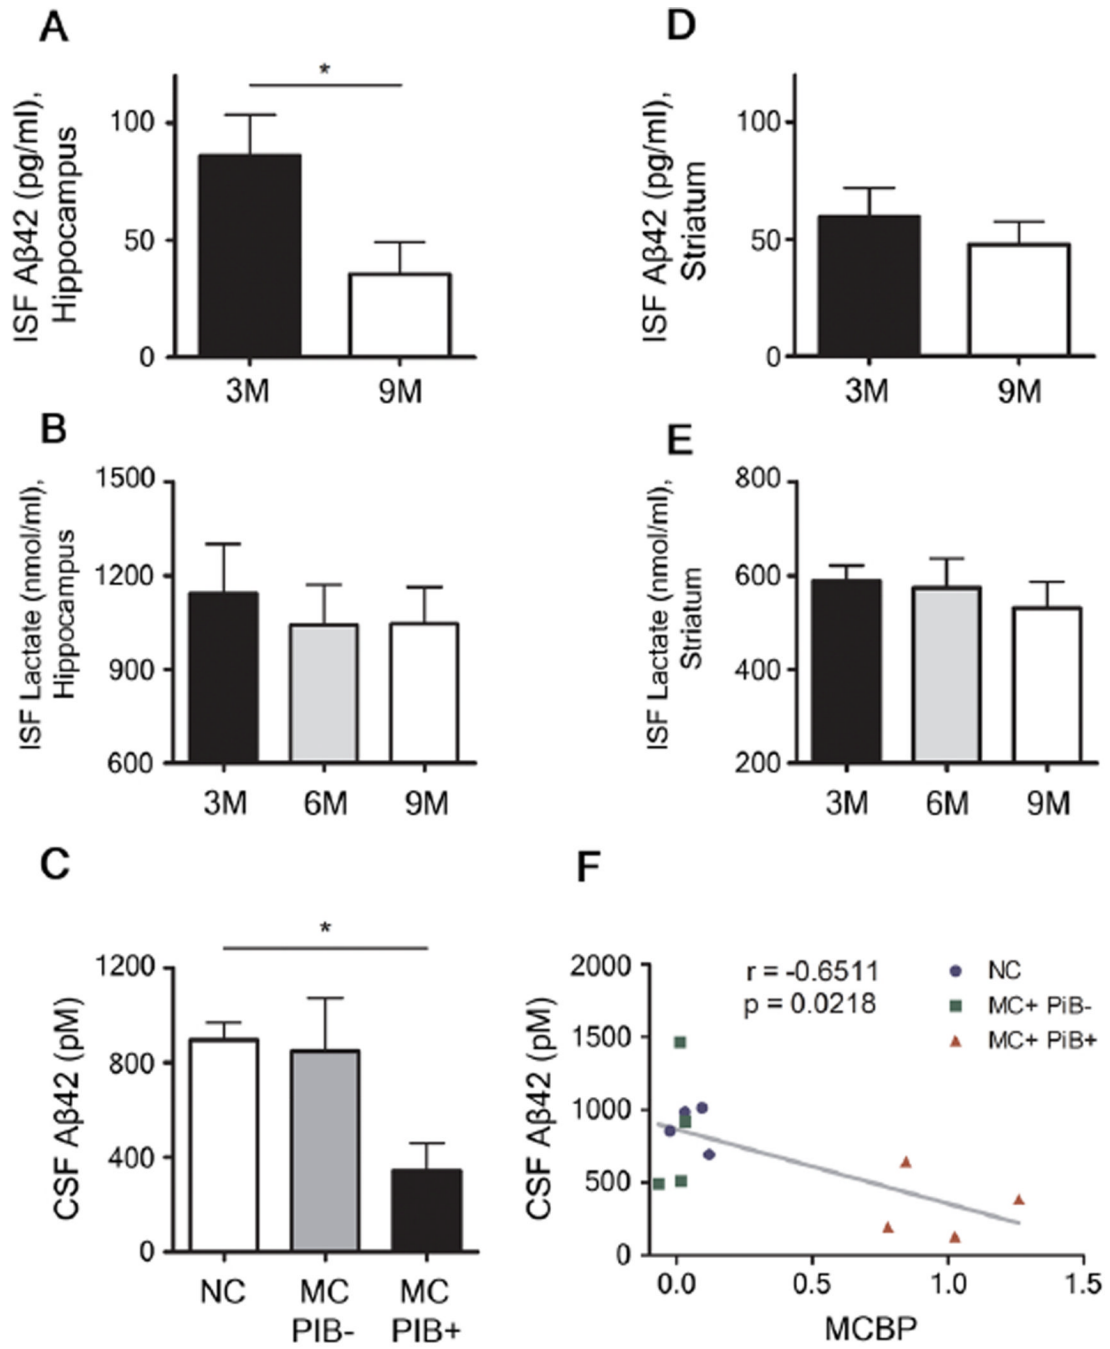 A
ISF Aβ42 (pg/ml),
Hippocampus
100
50
0
*
3M
9M
D
ISF Aβ42 (pg/ml),
Striatum
100
50
0
3M
9M
B
ISF Lactate (nmol/ml),
Hippocampus
1500
1200
900
600
3M
6M
9M
E
ISF Lactate (nmol/ml),
Striatum
800
600
400
200
3M
6M
9M
C
CSF Aβ42 (pM)
1200
800
400
0
*
NC
MC
PIB-
MC
PIB+
F
CSF Aβ42 (pM)
2000
1500
1000
500
0
r = -0.6511
p = 0.0218
NC
MC+ PiB-
MC+ PiB+
0.0
0.5
1.0
1.5
MCBP